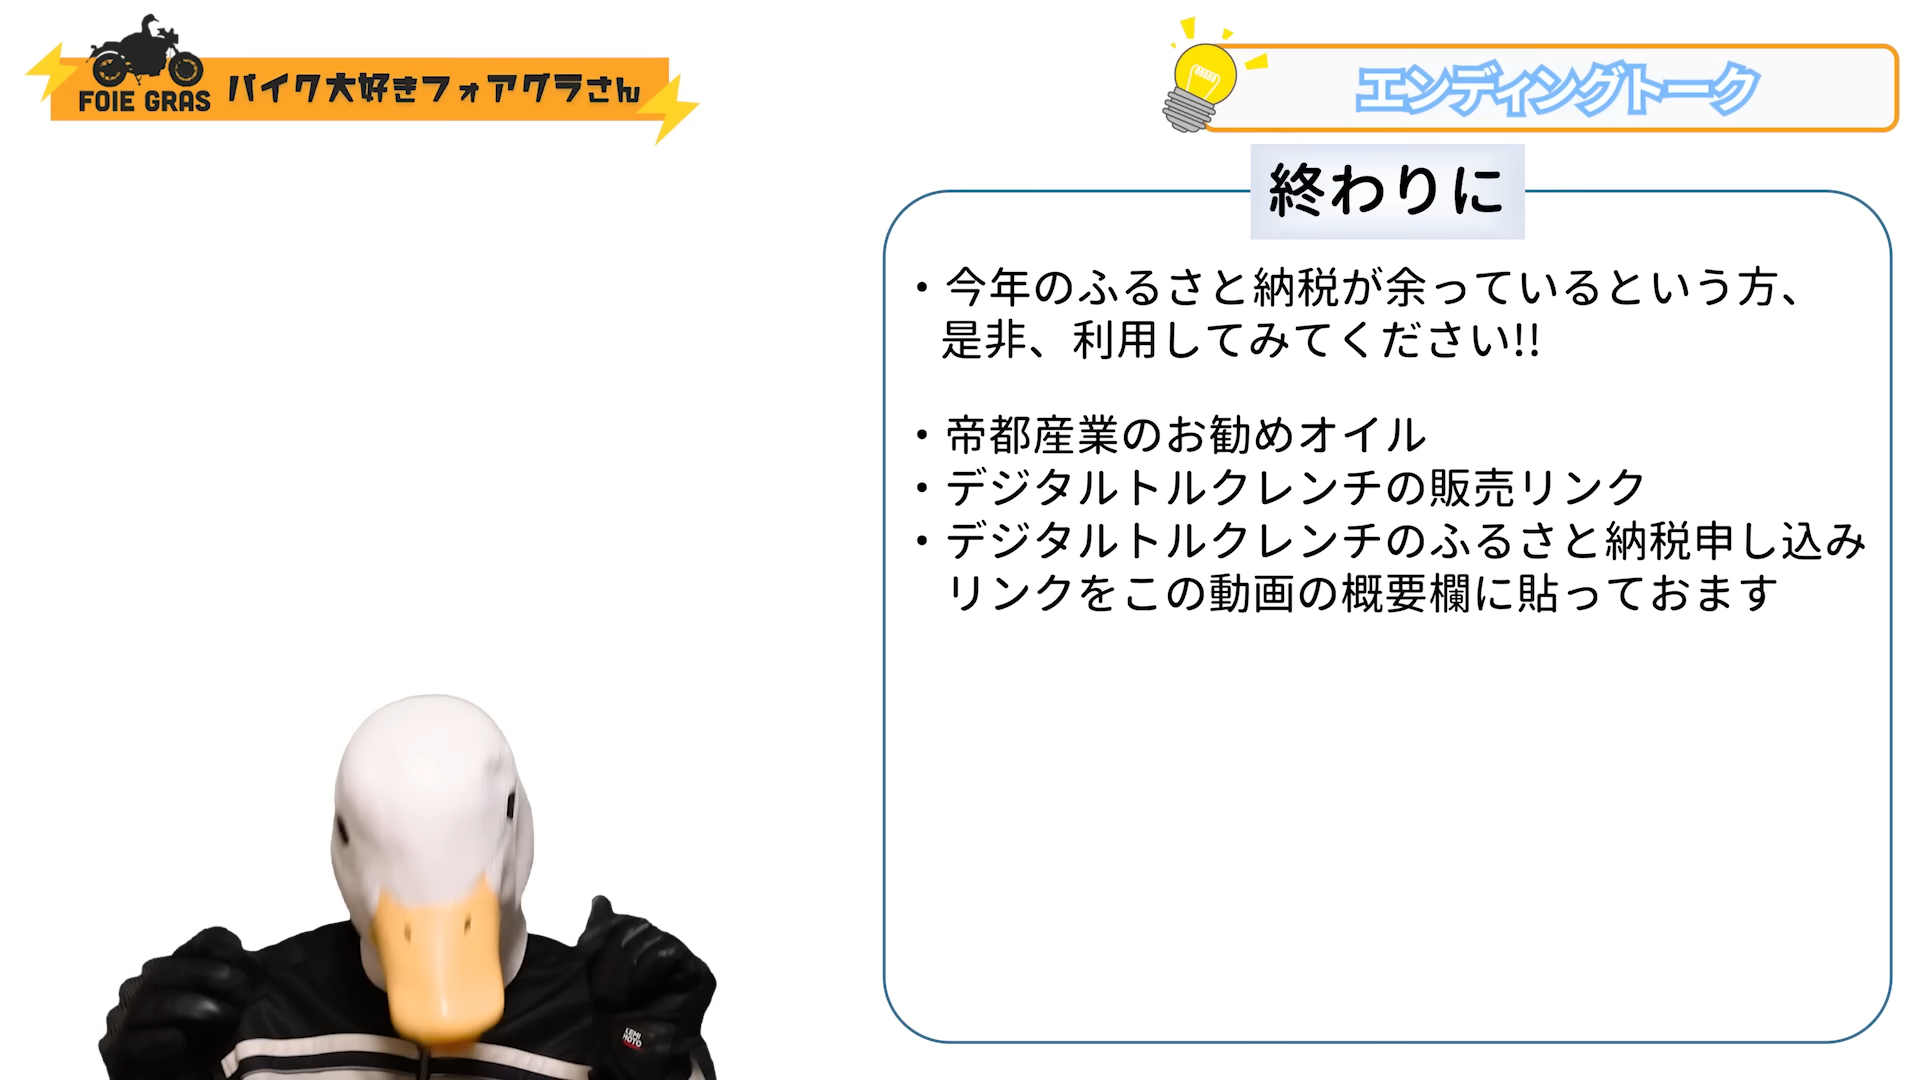 FOIE GRAS
バイク大好きフォアグラさん
エンディングトーク
終わりに
・今年のふるさと納税が余っているという方、
是非、利用してみてください!!
・帝都産業のお勧めオイル
・デジタルトルクレンチの販売リンク
・デジタルトルクレンチのふるさと納税申し込み
リンクをこの動画の概要欄に貼っておます
KEMI
MOTO